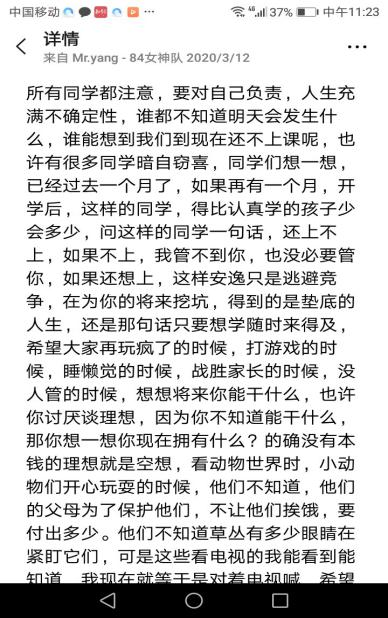 中国移动 ... 4G 37% 中午11:23
详情
来自 Mr.yang - 84女神队 2020/3/12
所有同学都注意，要对自己负责，人生充
满不确定性，谁都不知道明天会发生什
么，谁能想到我们到现在还不上课呢，也
许有很多同学暗自窃喜，同学们想一想，
已经过去一个月了，如果再有一个月，开
学后，这样的同学，得比认真学的孩子少
会多少，问这样的同学一句话，还上不
上，如果不上，我管不到你，也没必要管
你，如果还想上，这样安逸只是逃避竞
争，在为你的将来挖坑，得到的是垫底的
人生，还是那句话只要想学随时来得及，
希望大家再玩疯了的时候，打游戏的时
候，睡懒觉的时候，战胜家长的时候，没
人管的时候，想想将来你能干什么，也许
你讨厌谈理想，因为你不知道能干什么，
那你想一想你现在拥有什么？的确没有本
钱的理想就是空想，看动物世界时，小动
物们开心玩耍的时候，他们不知道，他们
的父母为了保护他们，不让他们挨饿，要
付出多少。他们不知道草丛有多少眼睛在
紧盯它们，可是这些看电视的我能看到能
知道，我现在就等于是对着电视喊，希望